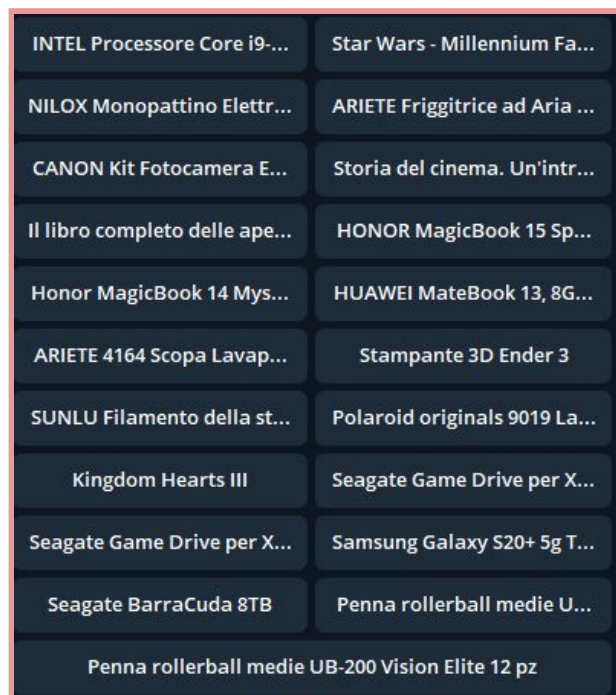 INTEL Processore Core i9-...
Star Wars - Millennium Fa...
NILOX Monopattino Elettr...
ARIETE Friggitrice ad Aria ...
CANON Kit Fotocamera E...
Storia del cinema. Un'intr...
Il libro completo delle ape...
HONOR MagicBook 15 Sp...
Honor MagicBook 14 Mys...
HUAWEI MateBook 13, 8G...
ARIETE 4164 Scopa Lavap...
Stampante 3D Ender 3
SUNLU Filamento della st...
Polaroid originals 9019 La...
Kingdom Hearts III
Seagate Game Drive per X...
Seagate Game Drive per X...
Samsung Galaxy S20+ 5g T...
Seagate BarraCuda 8TB
Penna rollerball medie U...
Penna rollerball medie UB-200 Vision Elite 12 pz